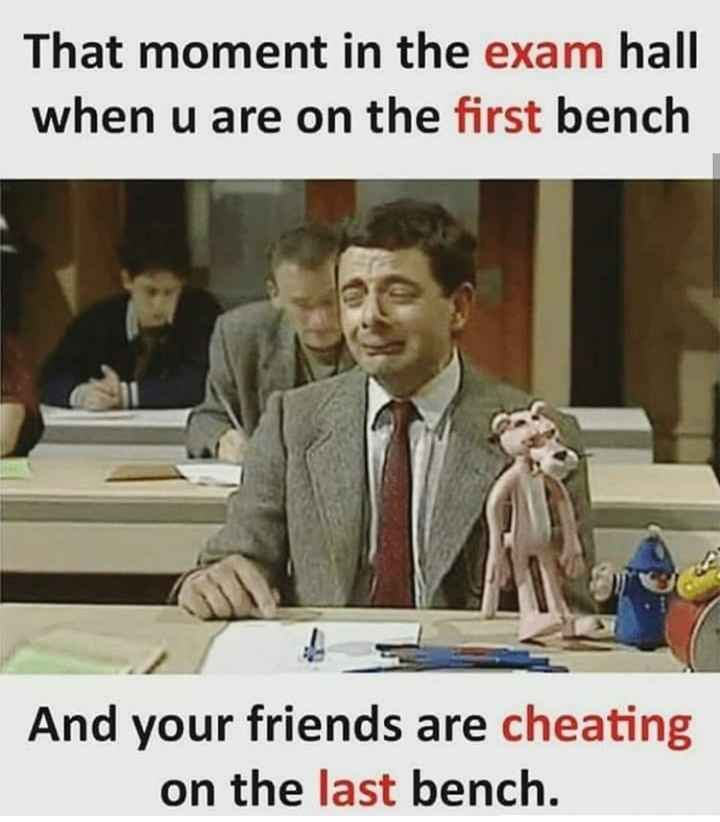 That moment in the exam hall
when u are on the first bench
And your friends are cheating
on the last bench.